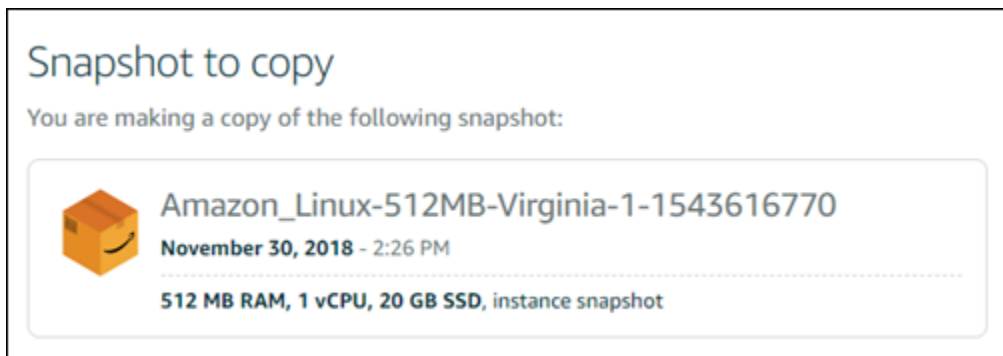 Snapshot to copy
You are making a copy of the following snapshot:
Amazon_Linux-512MB-Virginia-1-1543616770
November 30, 2018 - 2:26 PM
512 MB RAM, 1 vCPU, 20 GB SSD, instance snapshot